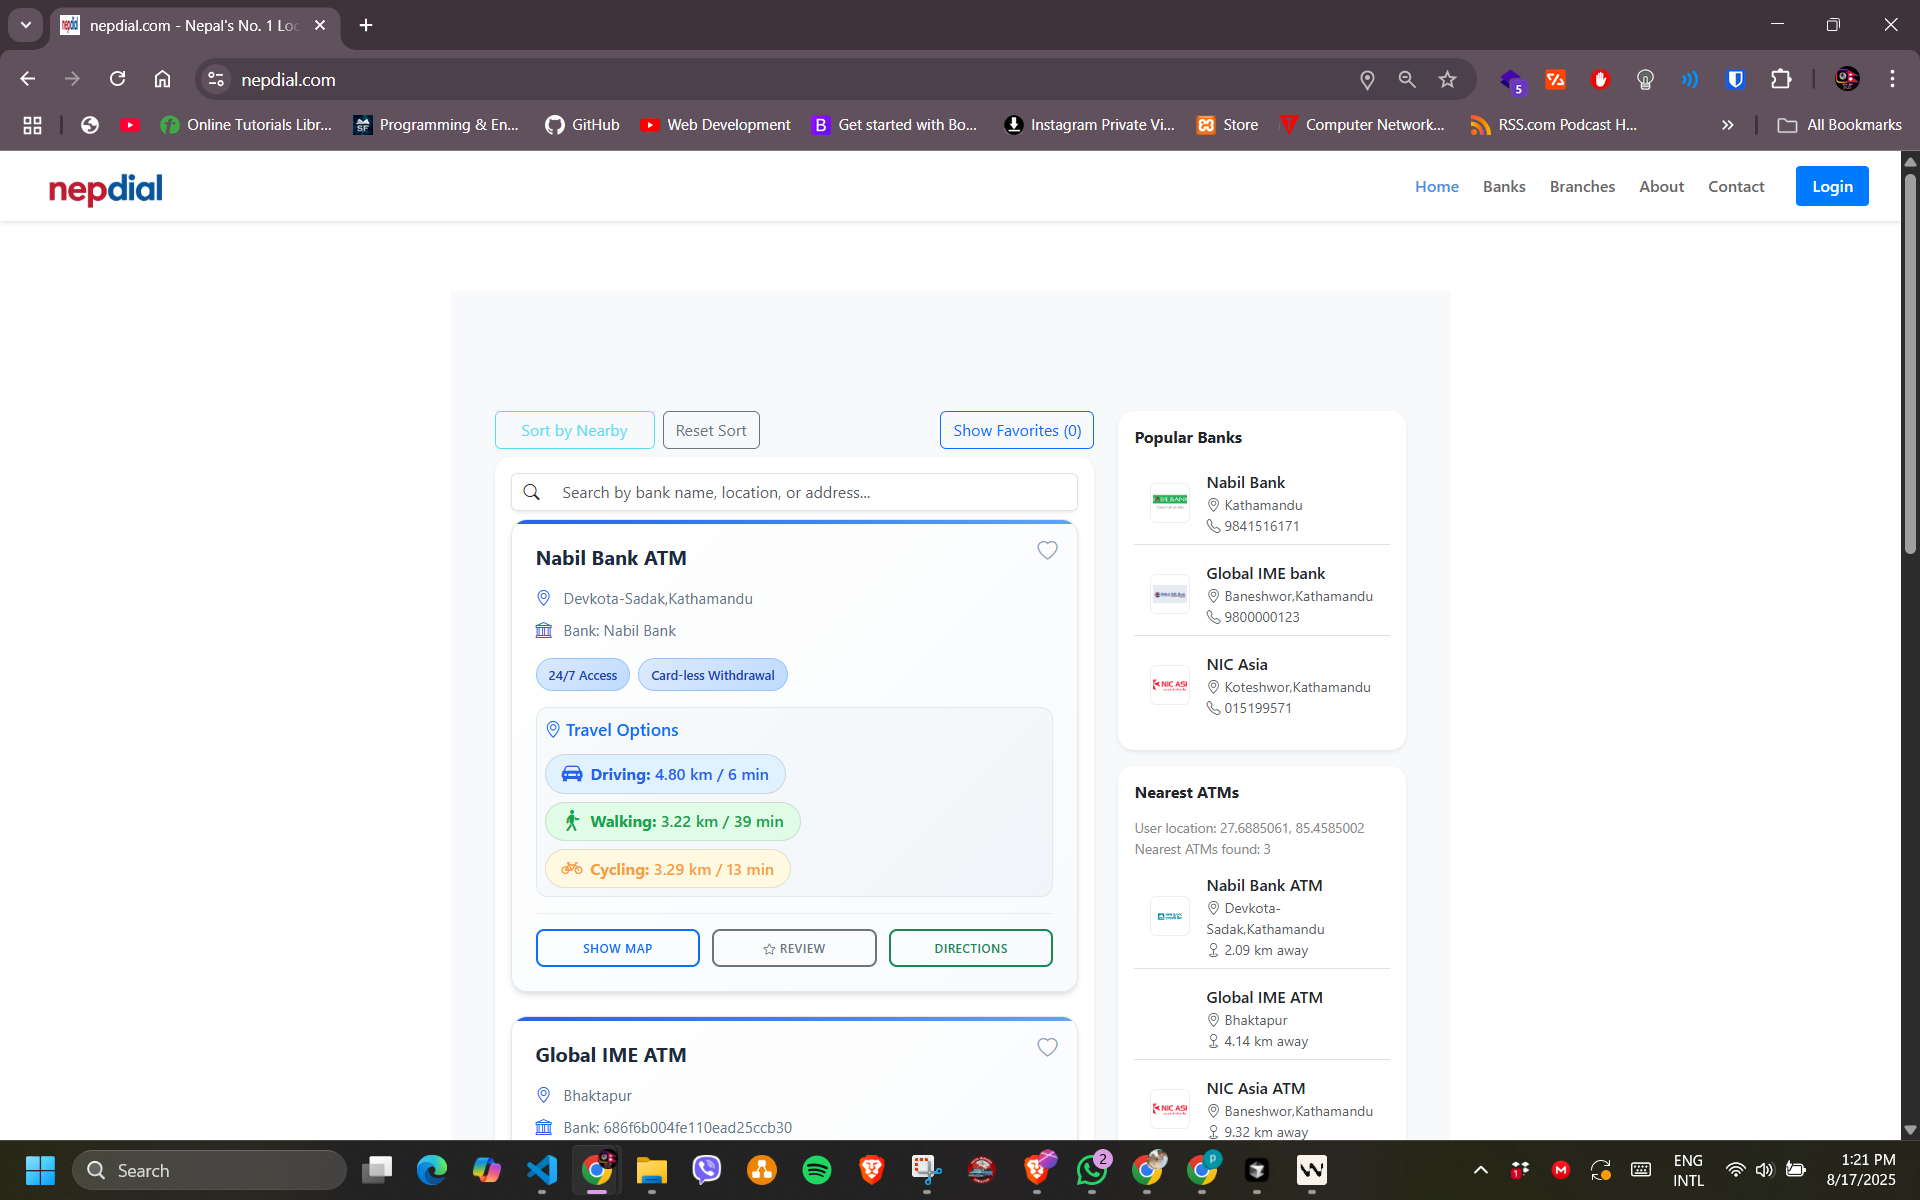 nepdial.com - Nepal's No. 1 Loc
nepdial.com
5
Online Tutorials Libr...
Programming & En...
GitHub
Web Development
Get started with Bo...
Instagram Private Vi...
Store
Computer Network...
RSS.com Podcast H...
All Bookmarks
nepdial
Home
Banks
Branches
About
Contact
Login
Sort by Nearby
Reset Sort
Show Favorites (0)
Search by bank name, location, or address...
Nabil Bank ATM
Devkota-Sadak,Kathamandu
Bank: Nabil Bank
24/7 Access
Card-less Withdrawal
Travel Options
Driving: 4.80 km / 6 min
Walking: 3.22 km / 39 min
Cycling: 3.29 km / 13 min
SHOW MAP
REVIEW
DIRECTIONS
Global IME ATM
Bhaktapur
Bank: 686f6b004fe110ead25ccb30
Popular Banks
Nabil Bank
Kathamandu
9841516171
Global IME bank
Baneshwor,Kathamandu
9800000123
NIC ASI
NIC Asia
Koteshwor,Kathamandu
015199571
Nearest ATMs
User location: 27.6885061, 85.4585002
Nearest ATMs found: 3
Nabil Bank ATM
Devkota-
Sadak,Kathamandu
2.09 km away
Global IME ATM
Bhaktapur
4.14 km away
NIC ASI
NIC Asia ATM
Baneshwor,Kathamandu
9.32 km away
Search
2
P
1
ENG
INTL
1:21 PM
8/17/2025